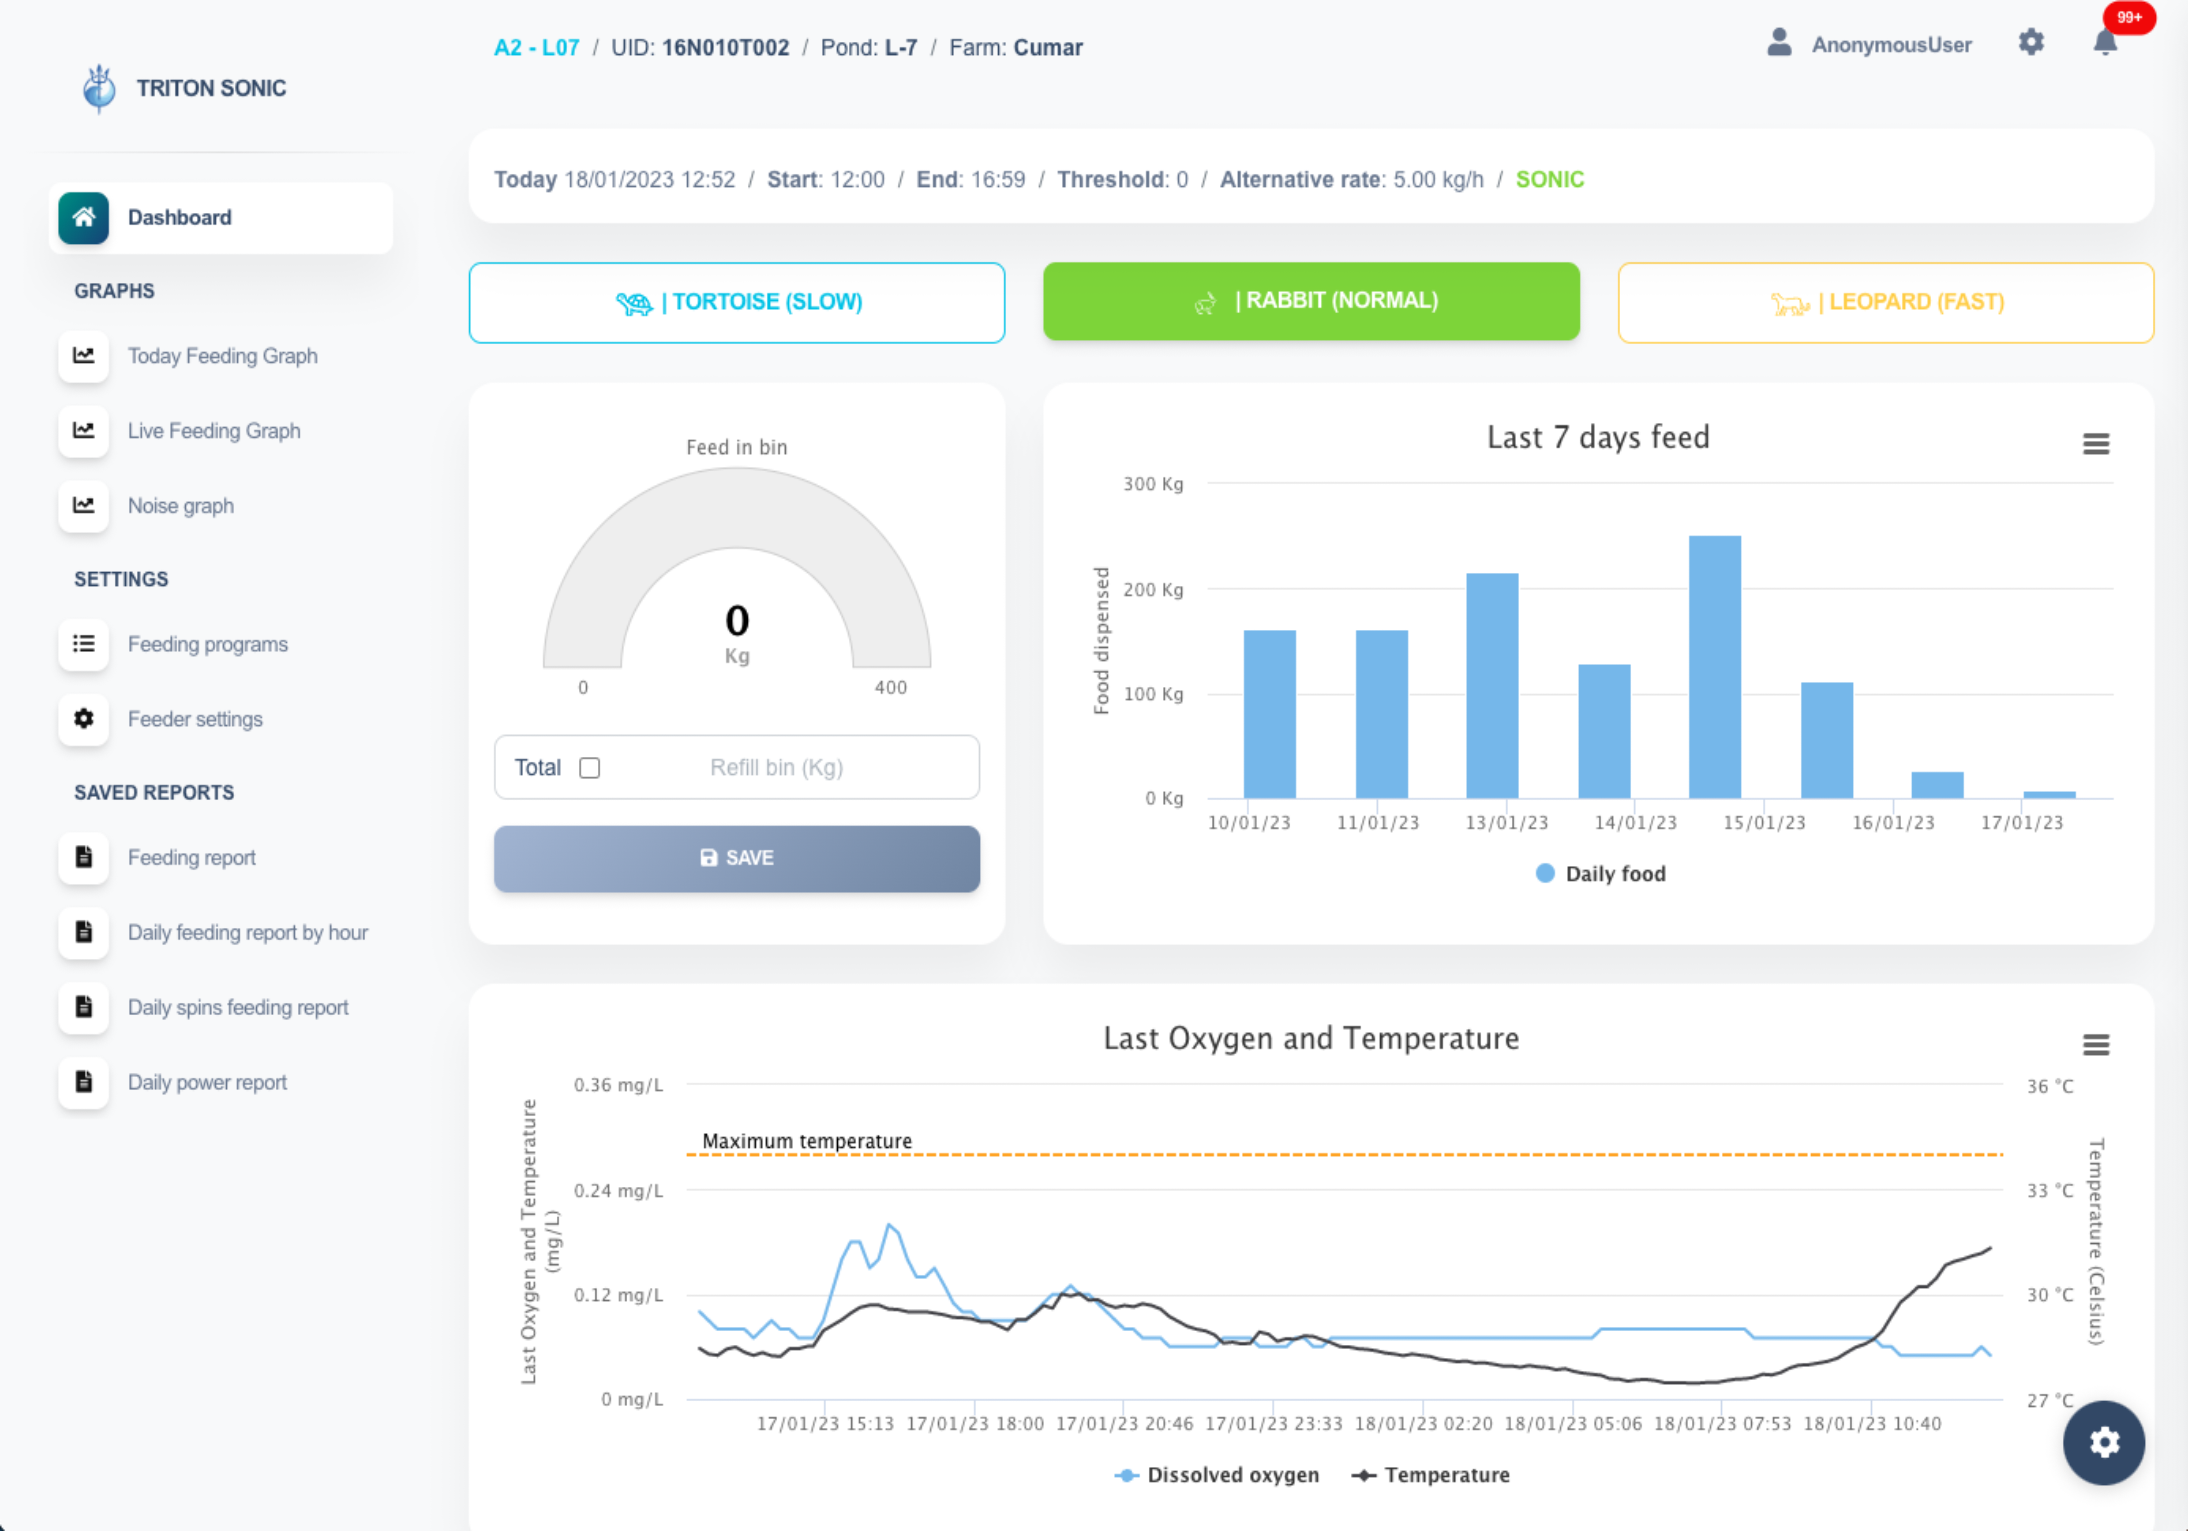 A2 - L07 / UID: 16N010T002 / Pond: L-7 / Farm: Cumar
AnonymousUser
99+
TRITON SONIC
Dashboard
GRAPHS
Today Feeding Graph
Live Feeding Graph
Noise graph
SETTINGS
Feeding programs
Feeder settings
SAVED REPORTS
Feeding report
Daily feeding report by hour
Daily spins feeding report
Daily power report
Today 18/01/2023 12:52 / Start: 12:00 / End: 16:59 / Threshold: 0 / Alternative rate: 5.00 kg/h / SONIC
| TORTOISE (SLOW)
| RABBIT (NORMAL)
| LEOPARD (FAST)
Feed in bin
0
Kg
0 400
Total Refill bin (Kg)
SAVE
Last 7 days feed
Food dispensed
300 Kg
200 Kg
100 Kg
0 Kg
10/01/23 11/01/23 13/01/23 14/01/23 15/01/23 16/01/23 17/01/23
Daily food
Last Oxygen and Temperature
Last Oxygen and Temperature
(mg/L)
0.36 mg/L
0.24 mg/L
0.12 mg/L
0 mg/L
Maximum temperature
36 °C
33 °C
30 °C
27 °C
Temperature (Celsius)
17/01/23 15:13 17/01/23 18:00 17/01/23 20:46 17/01/23 23:33 18/01/23 02:20 18/01/23 05:06 18/01/23 07:53 18/01/23 10:40
Dissolved oxygen Temperature